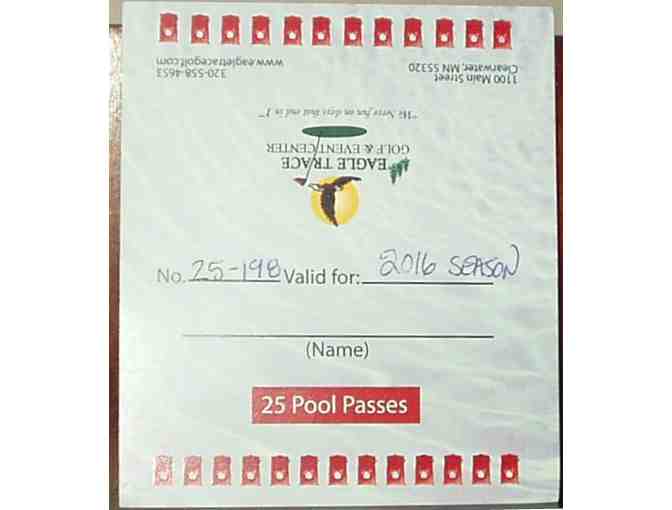 EAGLE TRACE
GOLF & EVENT CENTER
"We have fun on days that end in Y"
1100 Main Street
Clearwater, MN 55320
320-558-4653
www.eagletracegolf.com
No. 25-198 Valid for: 2016 SEASON
(Name)
25 Pool Passes